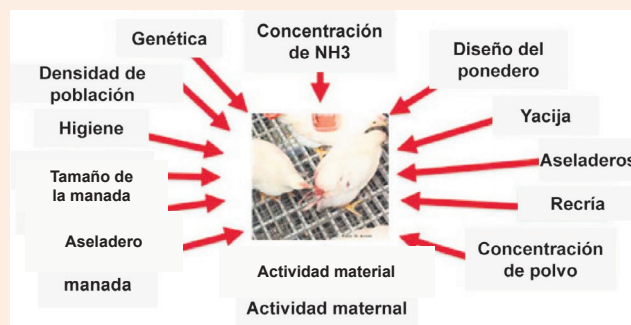 Genética
Concentración
de NH3
Diseño del
ponedero
Densidad de
población
Yacija
Higiene
Aseladeros
Tamaño de
la manada
Recría
Aseladero
Concentración
de polvo
manada
Actividad material
Actividad maternal